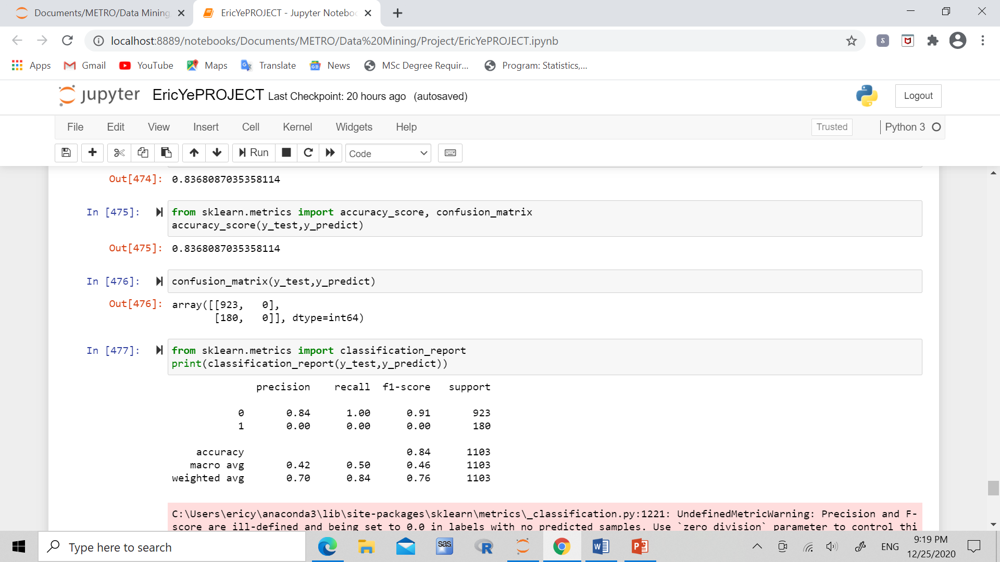 Documents/METRO/Data Mining
EricYePROJECT - Jupyter Notebo
localhost:8889/notebooks/Documents/METRO/Data%20Mining/Project/EricYePROJECT.ipynb
Apps Gmail YouTube Maps Translate News MSc Degree Requir... Program: Statistics,...
jupyter EricYePROJECT Last Checkpoint: 20 hours ago (autosaved)
Logout
File Edit View Insert Cell Kernel Widgets Help
Trusted Python 3
Run Code
Out[474]: 0.8368087035358114
In [475]: from sklearn.metrics import accuracy_score, confusion_matrix
accuracy_score(y_test,y_predict)
Out[475]: 0.8368087035358114
In [476]: confusion_matrix(y_test,y_predict)
Out[476]: array([[923,   0],
       [180,   0]], dtype=int64)
In [477]: from sklearn.metrics import classification_report
print(classification_report(y_test,y_predict))
precision recall f1-score support
0 0.84 1.00 0.91 923
1 0.00 0.00 0.00 180
accuracy 0.84 1103
macro avg 0.42 0.50 0.46 1103
weighted avg 0.70 0.84 0.76 1103
C:\Users\ericy\anaconda3\lib\site-packages\sklearn\metrics\_classification.py:1221: UndefinedMetricWarning: Precision and F-
score are ill-defined and being set to 0.0 in labels with no predicted samples. Use `zero_division` parameter to control thi
Type here to search
sas
R
ENG
9:19 PM
12/25/2020